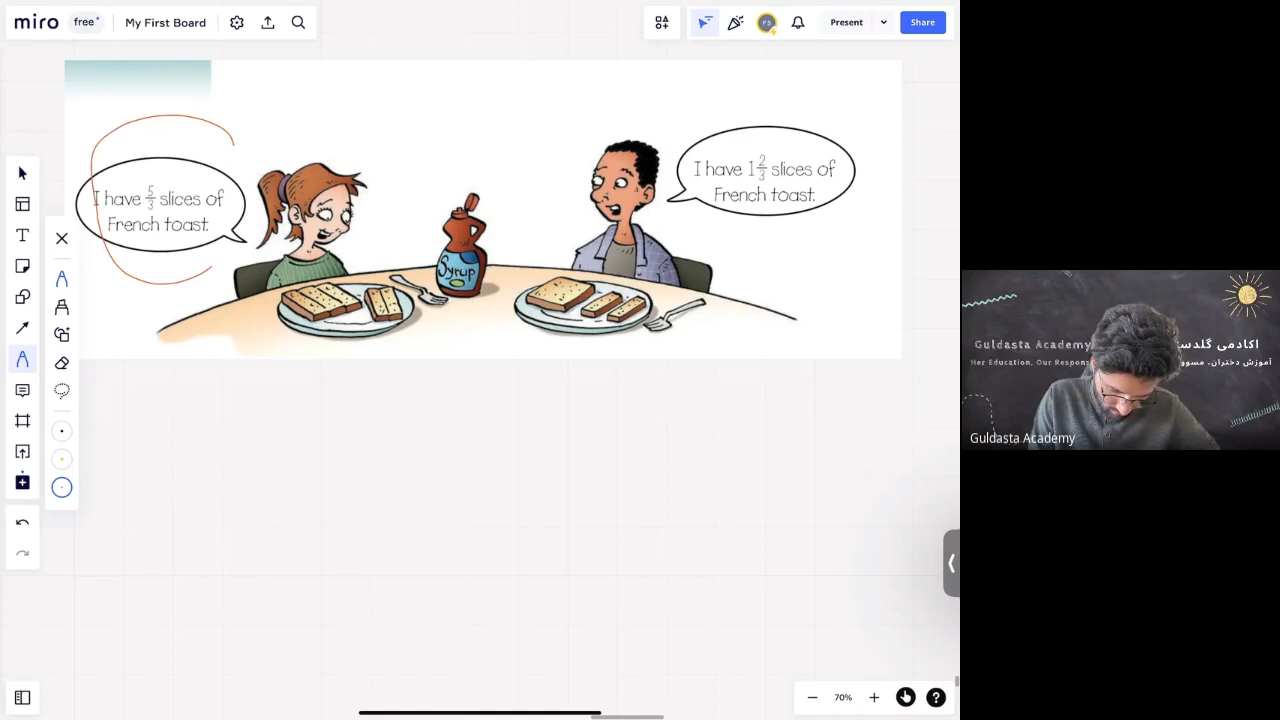 miro free My First Board Present Share
I have 5/3 slices of
French toast.
I have 1 2/3 slices of
French toast.
Syrup
Guldasta Academy
اکادمی گلدس
Her Education, Our Respons
آموزش دختران، مسوو
Guldasta Academy
70%